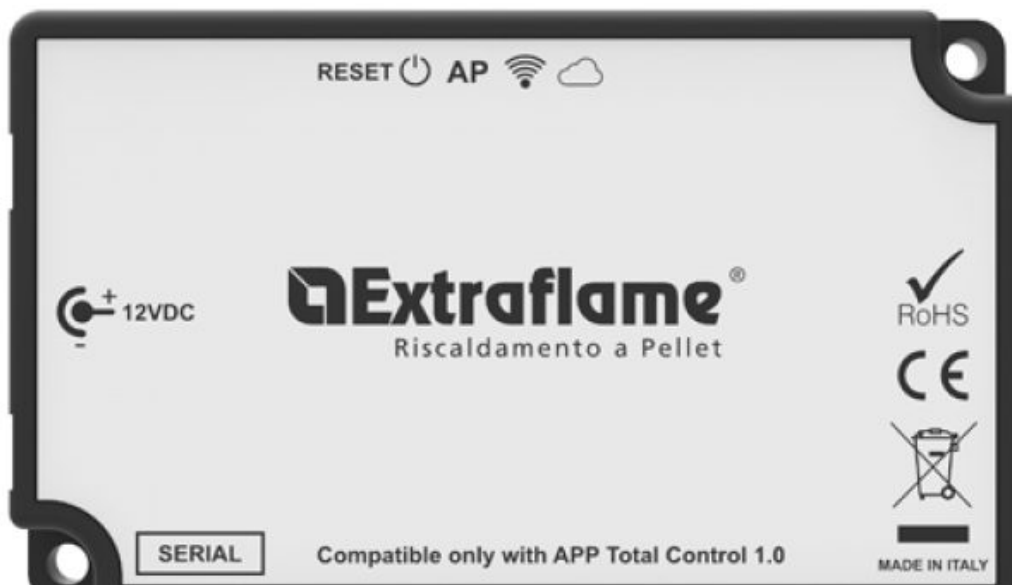 RESET AP
Extraflame®
Riscaldamento a Pellet
+ 12VDC
-
RoHS
CE
SERIAL
Compatible only with APP Total Control 1.0
MADE IN ITALY